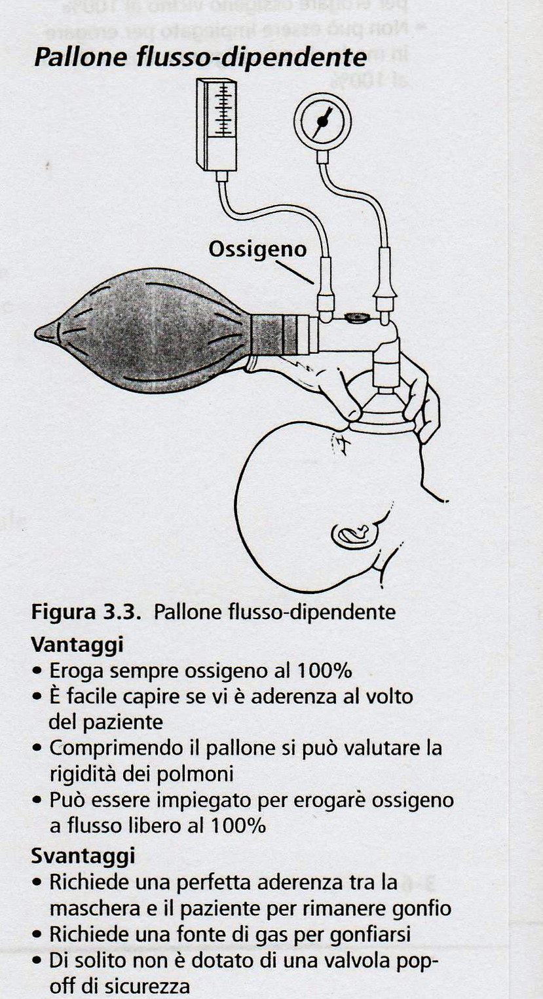 Pallone flusso-dipendente
Ossigeno
Figura 3.3. Pallone flusso-dipendente
Vantaggi
• Eroga sempre ossigeno al 100%
• È facile capire se vi è aderenza al volto
del paziente
• Comprimendo il pallone si può valutare la
rigidità dei polmoni
• Può essere impiegato per erogare ossigeno
a flusso libero al 100%
Svantaggi
• Richiede una perfetta aderenza tra la
maschera e il paziente per rimanere gonfio
• Richiede una fonte di gas per gonfiarsi
• Di solito non è dotato di una valvola pop-
off di sicurezza